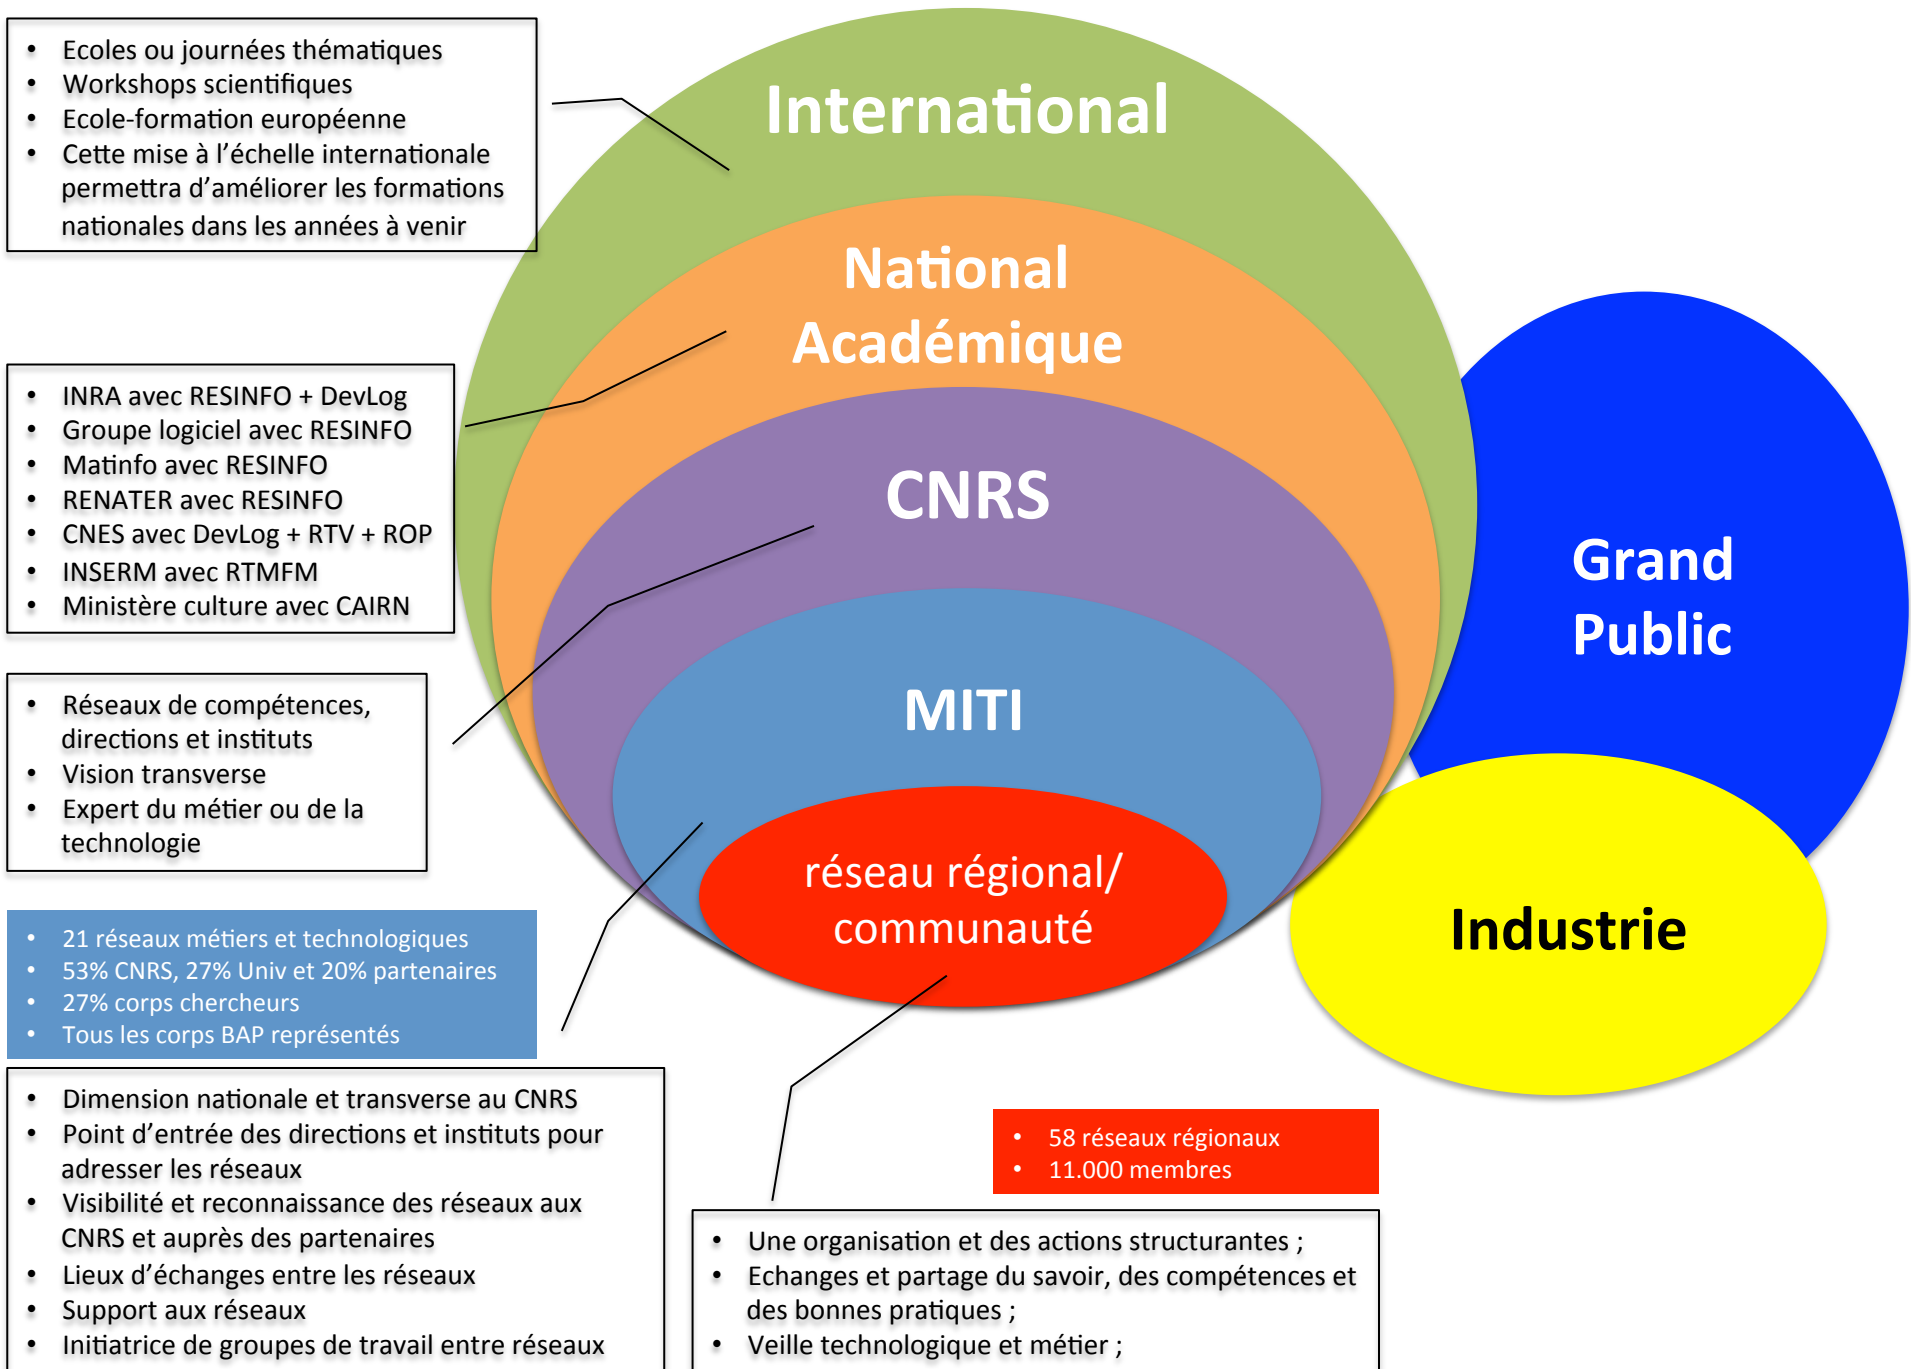 • Ecoles ou journées thématiques
• Workshops scientifiques
• Ecole-formation européenne
• Cette mise à l'échelle internationale
permettra d'améliorer les formations
nationales dans les années à venir
International
National
Académique
CNRS
MITI
réseau régional/
communauté
Grand
Public
Industrie
• INRA avec RESINFO + DevLog
• Groupe logiciel avec RESINFO
• Matinfo avec RESINFO
• RENATER avec RESINFO
• CNES avec DevLog + RTV + ROP
• INSERM avec RTMFM
• Ministère culture avec CAIRN
• Réseaux de compétences,
directions et instituts
• Vision transverse
• Expert du métier ou de la
technologie
• 21 réseaux métiers et technologiques
• 53% CNRS, 27% Univ et 20% partenaires
• 27% corps chercheurs
• Tous les corps BAP représentés
• Dimension nationale et transverse au CNRS
• Point d'entrée des directions et instituts pour
adresser les réseaux
• Visibilité et reconnaissance des réseaux aux
CNRS et auprès des partenaires
• Lieux d'échanges entre les réseaux
• Support aux réseaux
• Initiatrice de groupes de travail entre réseaux
• 58 réseaux régionaux
• 11.000 membres
• Une organisation et des actions structurantes ;
• Echanges et partage du savoir, des compétences et
des bonnes pratiques ;
• Veille technologique et métier ;